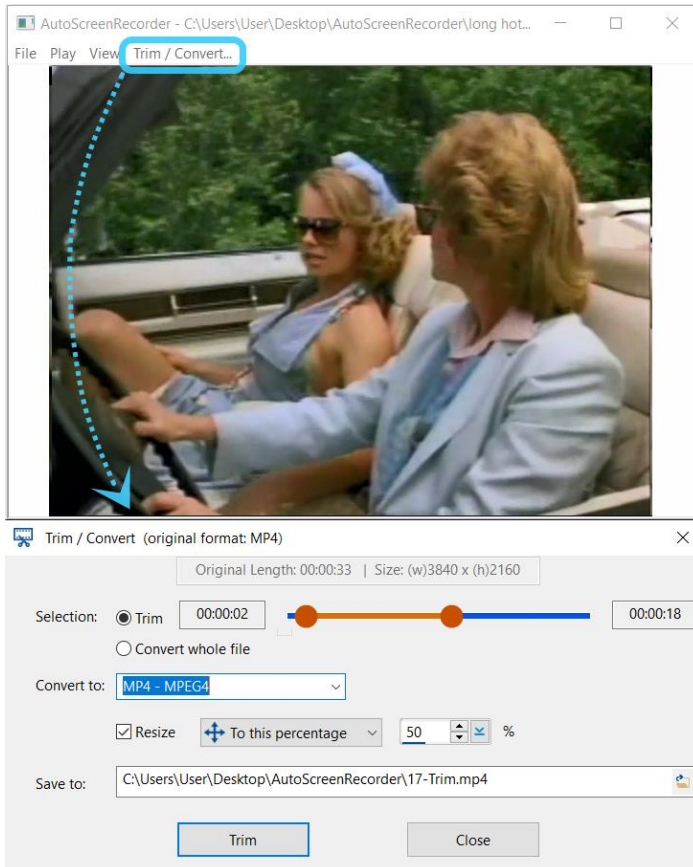 AutoScreenRecorder - C:\Users\User\Desktop\AutoScreenRecorder\long hot...
File Play View Trim / Convert...
Trim / Convert (original format: MP4)
Original Length: 00:00:33 | Size: (w)3840 x (h)2160
Selection: Trim 00:00:02 00:00:18
Convert whole file
Convert to: MP4 - MPEG4
Resize To this percentage 50 %
Save to: C:\Users\User\Desktop\AutoScreenRecorder\17-Trim.mp4
Trim Close